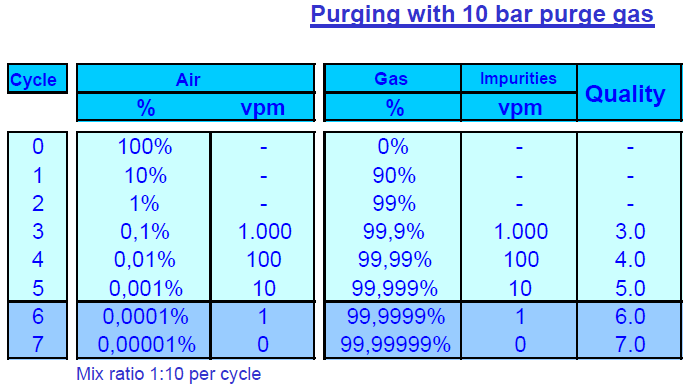 Purging with 10 bar purge gas
Cycle Air Gas Impurities Quality
% vpm % vpm
0 100% - 0% - -
1 10% - 90% - -
2 1% - 99% - -
3 0,1% 1.000 99,9% 1.000 3.0
4 0,01% 100 99,99% 100 4.0
5 0,001% 10 99,999% 10 5.0
6 0,0001% 1 99,9999% 1 6.0
7 0,00001% 0 99,99999% 0 7.0
Mix ratio 1:10 per cycle